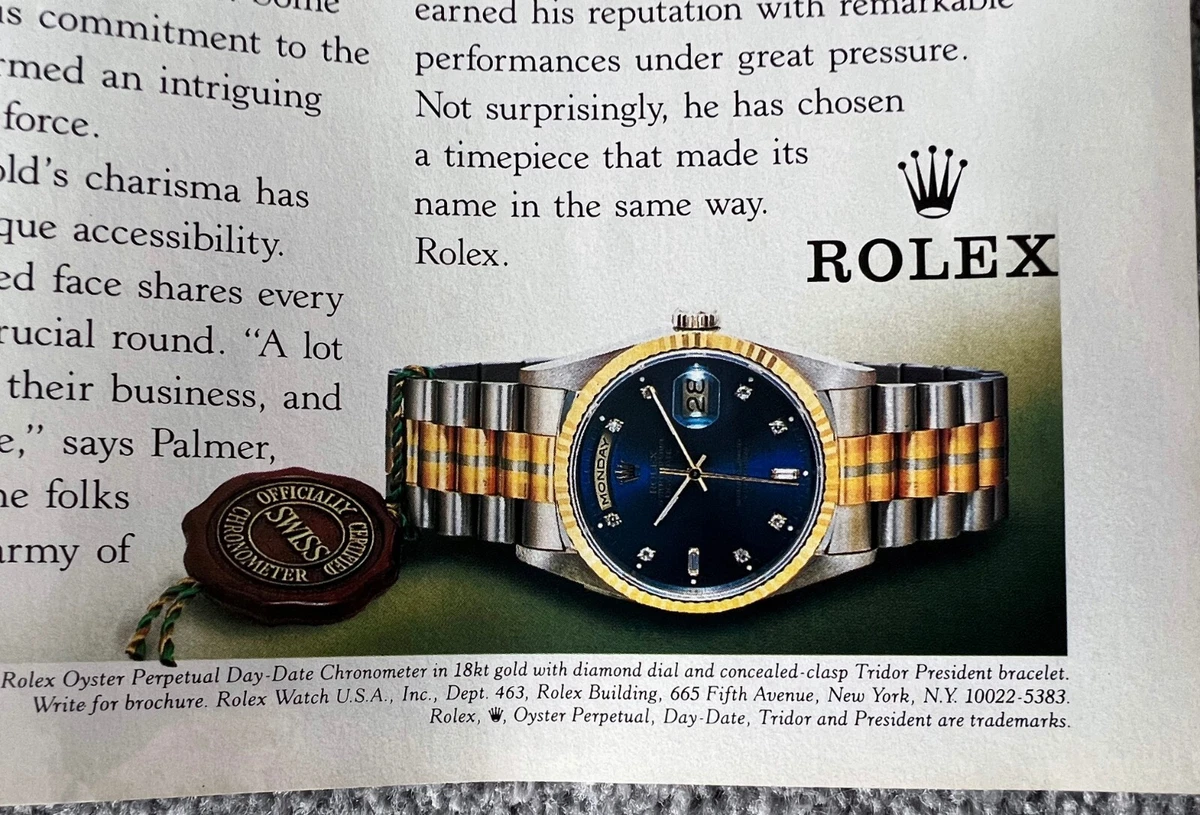 s commitment to the
rmed an intriguing
force.
old's charisma has
que accessibility.
ed face shares every
rucial round. "A lot
their business, and
e," says Palmer,
he folks
army of
earned his reputation with remarkable
performances under great pressure.
Not surprisingly, he has chosen
a timepiece that made its
name in the same way.
Rolex.
ROLEX
28
MONDAY
ROLEX
OFFICIALLY CERTIFIED
SWISS
CHRONOMETER
Rolex Oyster Perpetual Day-Date Chronometer in 18kt gold with diamond dial and concealed-clasp Tridor President bracelet.
Write for brochure. Rolex Watch U.S.A., Inc., Dept. 463, Rolex Building, 665 Fifth Avenue, New York, N.Y. 10022-5383.
Rolex, , Oyster Perpetual, Day-Date, Tridor and President are trademarks.